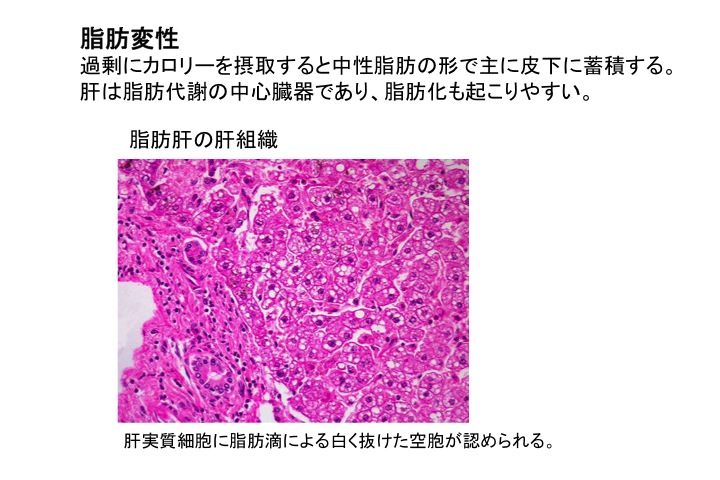 脂肪変性
過剰にカロリーを摂取すると中性脂肪の形で主に皮下に蓄積する。
肝は脂肪代謝の中心臓器であり、脂肪化も起こりやすい。
脂肪肝の肝組織
肝実質細胞に脂肪滴による白く抜けた空胞が認められる。